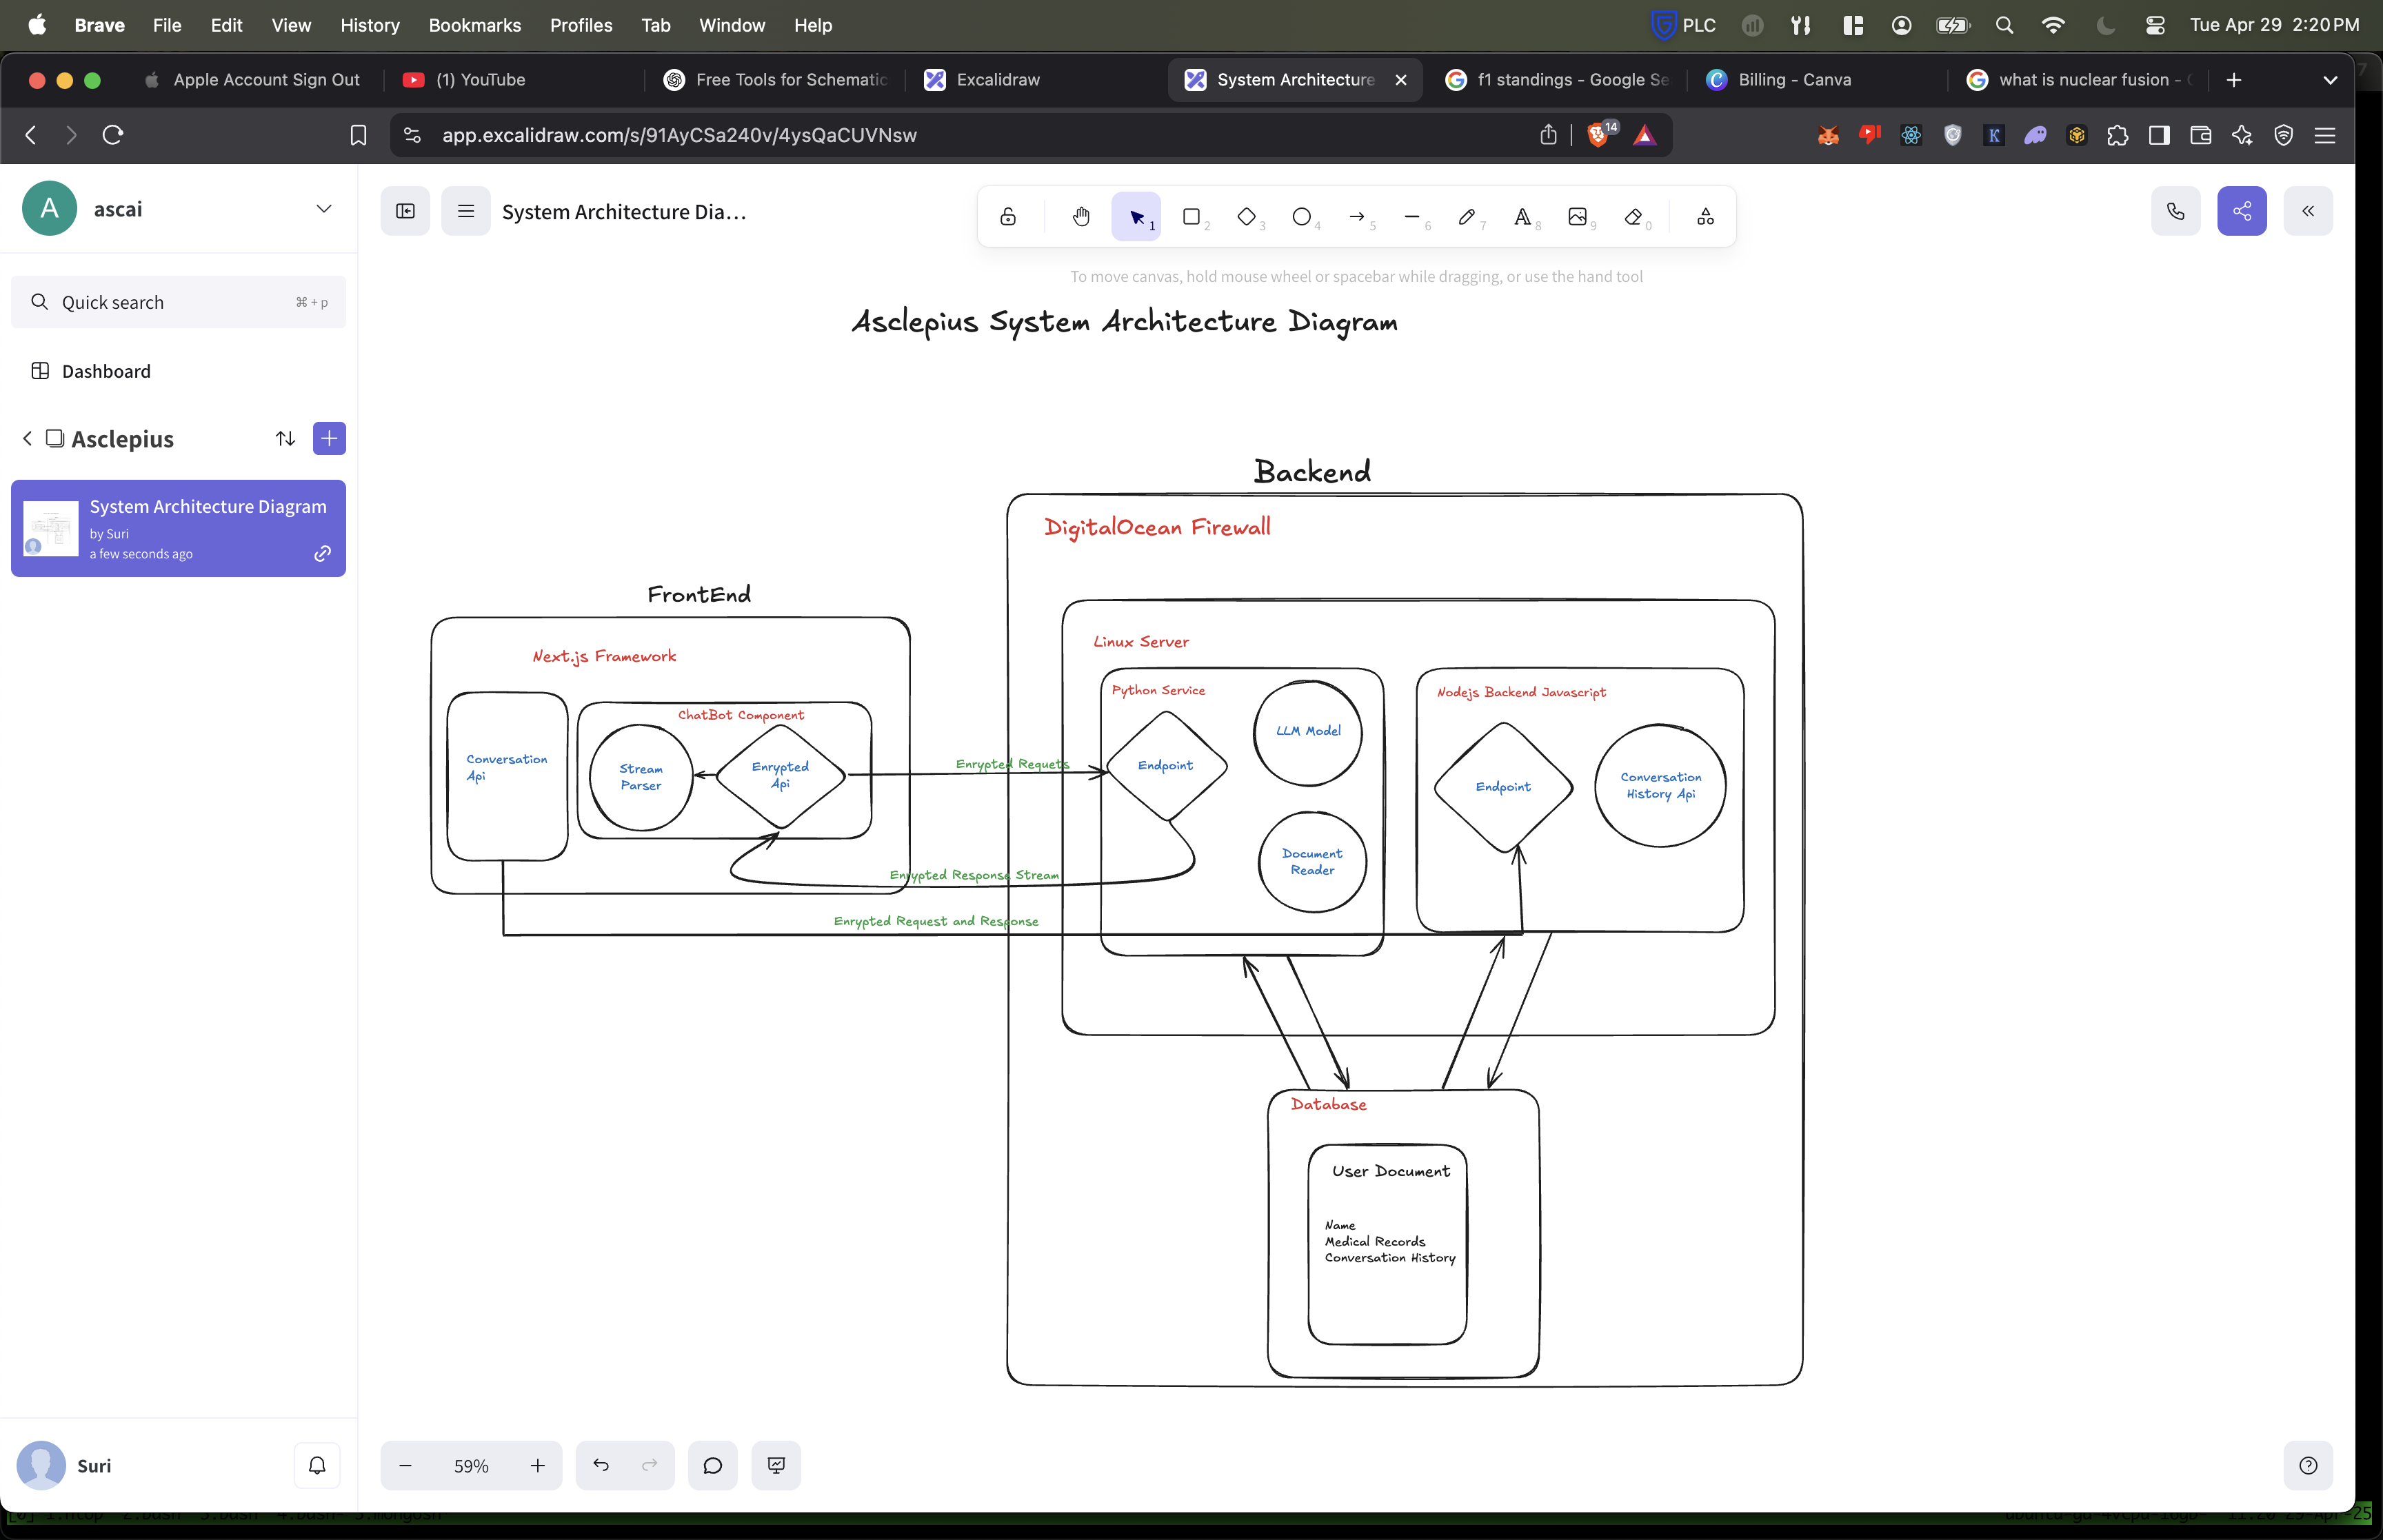 Brave File Edit View History Bookmarks Profiles Tab Window Help PLC Tue Apr 29 2:20 PM
Apple Account Sign Out (1) YouTube Free Tools for Schematic Excalidraw System Architecture f1 standings - Google Se Billing - Canva what is nuclear fusion -
app.excalidraw.com/s/91AyCSa240v/4ysQaCUVNsw 14
A ascai
System Architecture Dia...
1 2 3 4 5 6 7 8 9 0
To move canvas, hold mouse wheel or spacebar while dragging, or use the hand tool
Quick search ⌘ + p
Dashboard
Asclepius
System Architecture Diagram
by Suri
a few seconds ago
Asclepius System Architecture Diagram
Backend
DigitalOcean Firewall
FrontEnd
Next.js Framework
Conversation
Api
ChatBot Component
Stream
Parser
Enrypted
Api
Enrypted Requets
Enrypted Response Stream
Enrypted Request and Response
Linux Server
Python Service
Endpoint
LLM Model
Document
Reader
Nodejs Backend Javascript
Endpoint
Conversation
History Api
Database
User Document
Name
Medical Records
Conversation History
Suri
59%